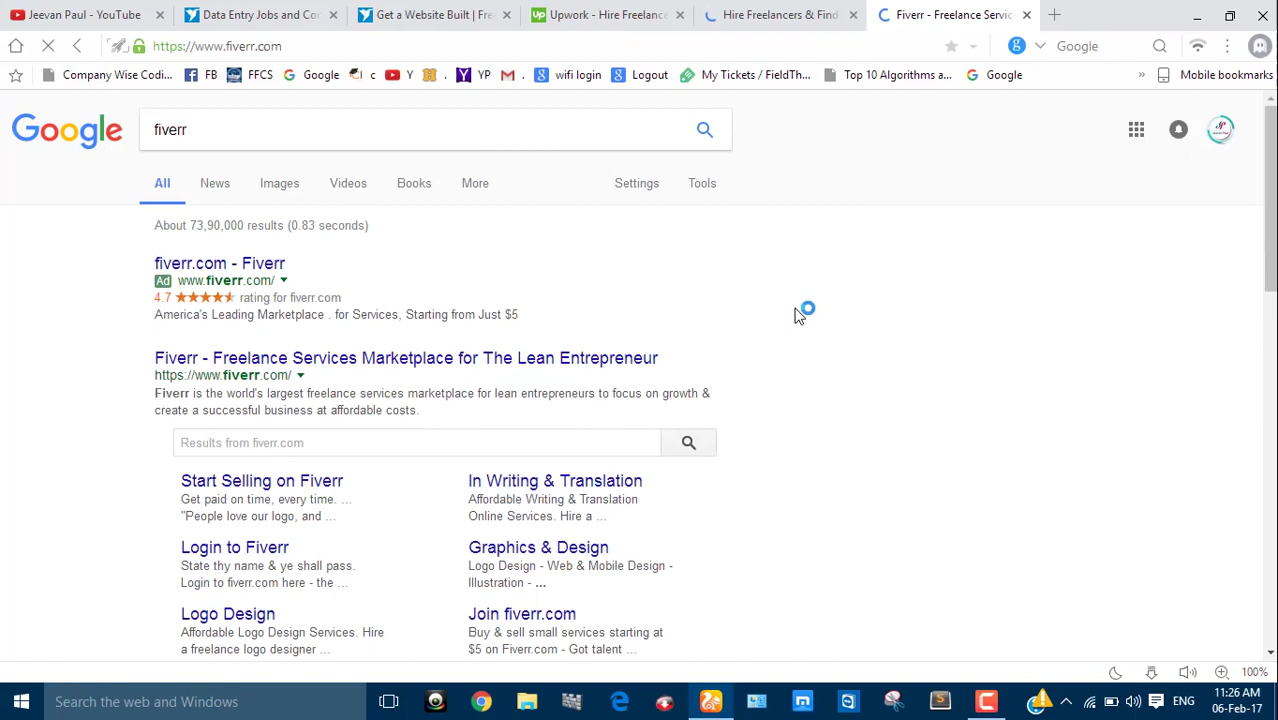 Jeevan Paul - YouTube
Data Entry Jobs and Con
Get a Website Built | Fre
Upwork - Hire Freelance
Hire Freelancers & Find
Fiverr - Freelance Servic
https://www.fiverr.com
Google
Company Wise Codi...
FB
FFCS
Google
c
YT
.
YP
.
wifi login
Logout
My Tickets / FieldTh...
Top 10 Algorithms a...
Google
»
Mobile bookmarks
Google
fiverr
All
News
Images
Videos
Books
More
Settings
Tools
About 73,90,000 results (0.83 seconds)
fiverr.com - Fiverr
Ad www.fiverr.com/
4.7 ★★★★★ rating for fiverr.com
America's Leading Marketplace . for Services, Starting from Just $5
Fiverr - Freelance Services Marketplace for The Lean Entrepreneur
https://www.fiverr.com/
Fiverr is the world's largest freelance services marketplace for lean entrepreneurs to focus on growth &
create a successful business at affordable costs.
Results from fiverr.com
Start Selling on Fiverr
Get paid on time, every time. ...
"People love our logo, and ...
In Writing & Translation
Affordable Writing & Translation
Online Services. Hire a ...
Login to Fiverr
State thy name & ye shall pass.
Login to fiverr.com here - the ...
Graphics & Design
Logo Design - Web & Mobile Design -
Illustration - ...
Logo Design
Affordable Logo Design Services. Hire
a freelance logo designer ...
Join fiverr.com
Buy & sell small services starting at
$5 on Fiverr.com - Got talent ...
100%
Search the web and Windows
ENG
11:26 AM
06-Feb-17